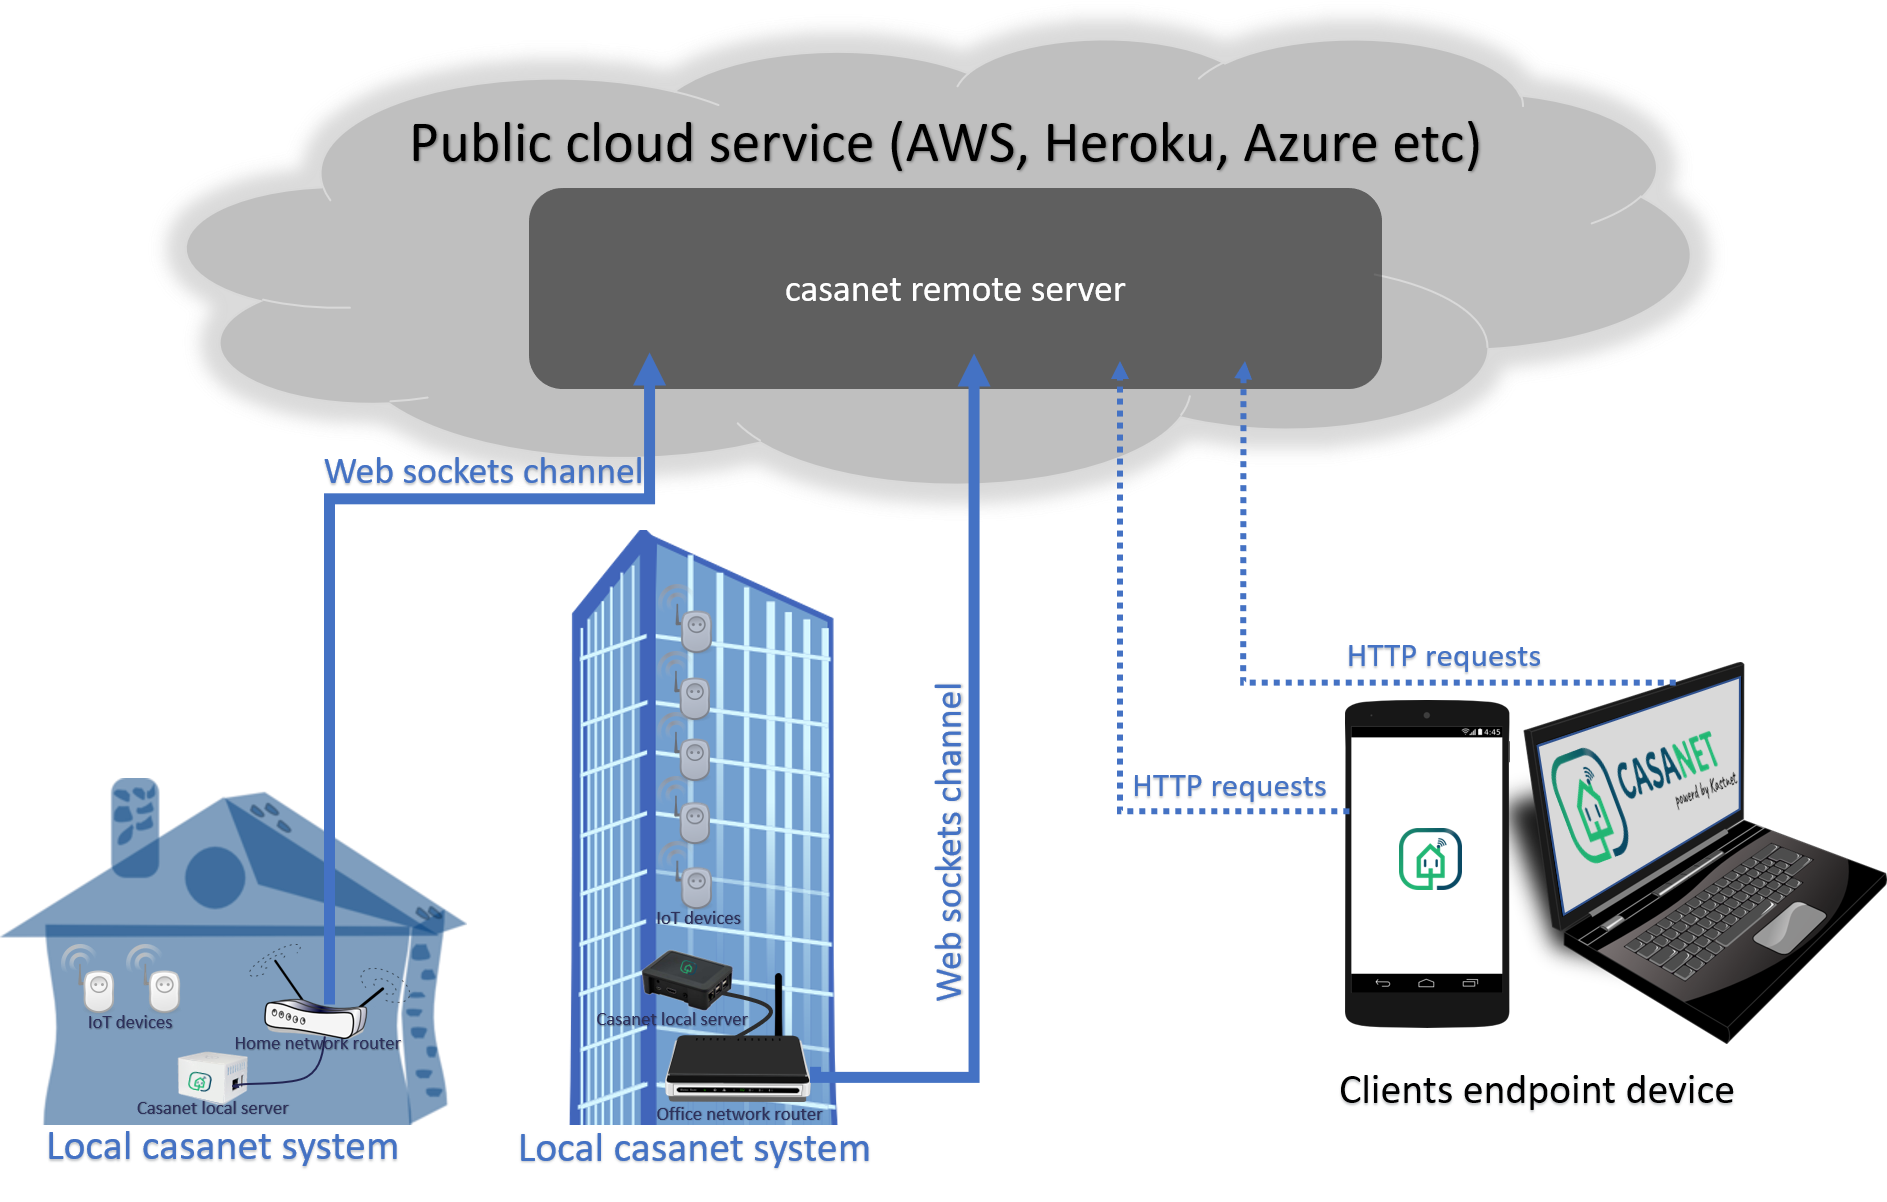 Public cloud service (AWS, Heroku, Azure etc)
casanet remote server
Web sockets channel
Web sockets channel
HTTP requests
HTTP requests
4:45
CASANET
powerd by Kastnet
IoT devices
Home network router
Casanet local server
Local casanet system
IoT devices
Casanet local server
Office network router
Local casanet system
Clients endpoint device